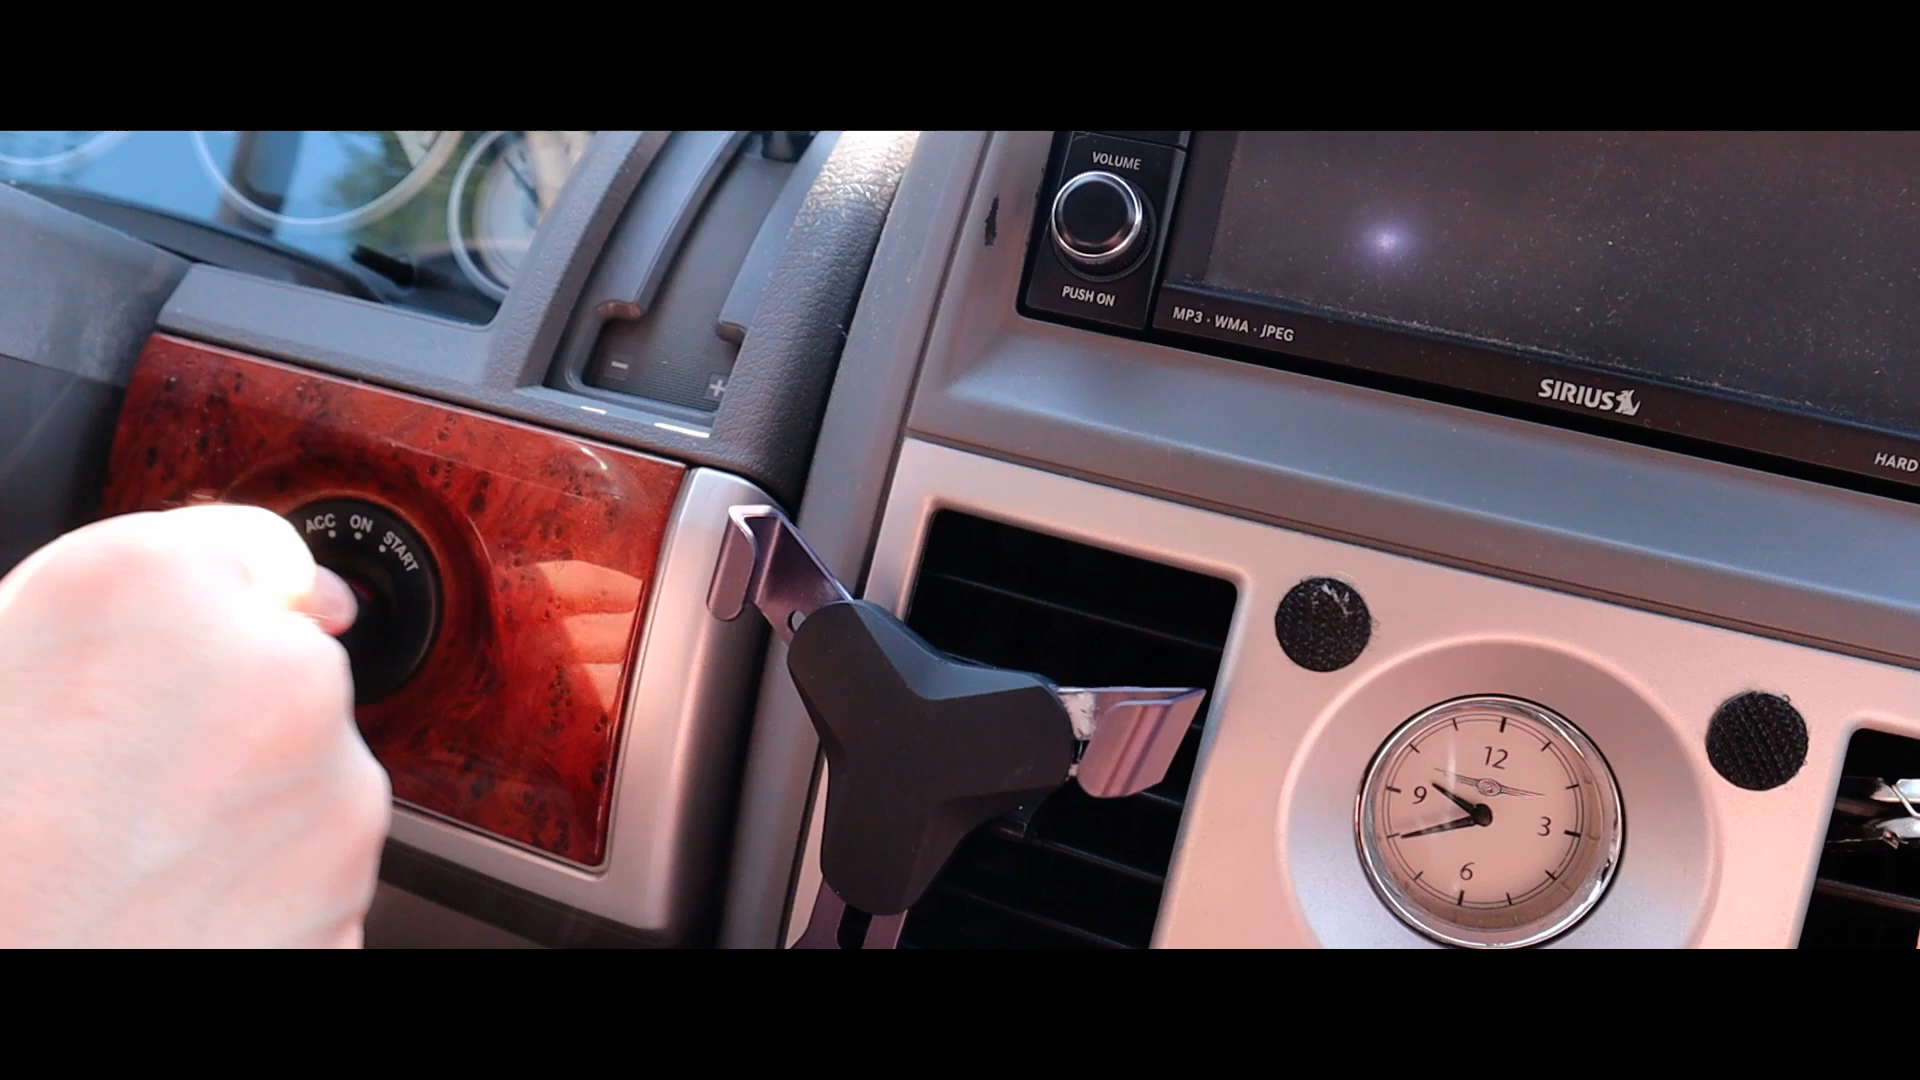 VOLUME
PUSH ON
MP3 · WMA · JPEG
SIRIUS
HARD
− +
ACC ON START
12
9
3
6